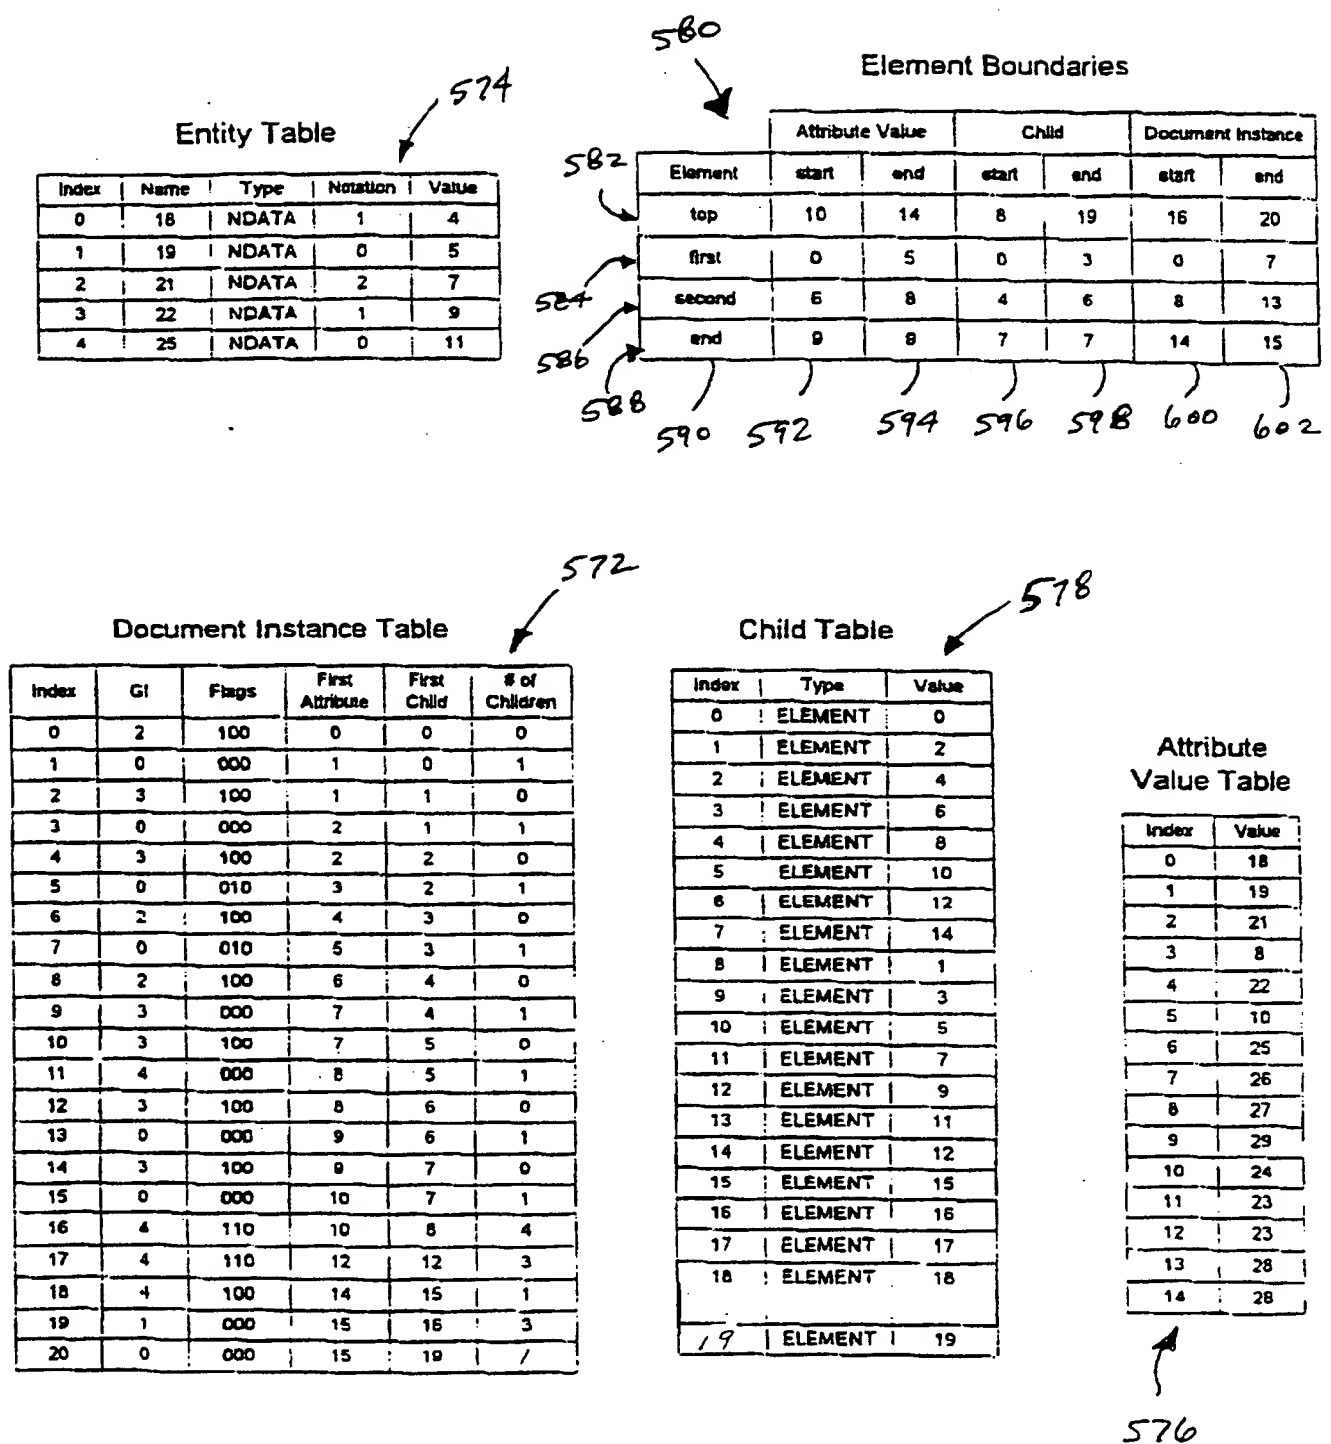 580
Element Boundaries
574
Entity Table
Index Name Type Notation Value
0 18 NDATA 1 4
1 19 NDATA 0 5
2 21 NDATA 2 7
3 22 NDATA 1 9
4 25 NDATA 0 11
Attribute Value Child Document Instance
Element start end start end start end
582 top 10 14 8 19 16 20
first 0 5 0 3 0 7
584 second 6 8 4 6 8 13
586 end 9 9 7 7 14 15
588 590 592 594 596 598 600 602
572
Document Instance Table
Index GI Flags First Attribute First Child # of Children
0 2 100 0 0 0
1 0 000 1 0 1
2 3 100 1 1 0
3 0 000 2 1 1
4 3 100 2 2 0
5 0 010 3 2 1
6 2 100 4 3 0
7 0 010 5 3 1
8 2 100 6 4 0
9 3 000 7 4 1
10 3 100 7 5 0
11 4 000 8 5 1
12 3 100 8 6 0
13 0 000 9 6 1
14 3 100 9 7 0
15 0 000 10 7 1
16 4 110 10 8 4
17 4 110 12 12 3
18 4 100 14 15 1
19 1 000 15 16 3
20 0 000 15 19 1
578
Child Table
Index Type Value
0 ELEMENT 0
1 ELEMENT 2
2 ELEMENT 4
3 ELEMENT 6
4 ELEMENT 8
5 ELEMENT 10
6 ELEMENT 12
7 ELEMENT 14
8 ELEMENT 1
9 ELEMENT 3
10 ELEMENT 5
11 ELEMENT 7
12 ELEMENT 9
13 ELEMENT 11
14 ELEMENT 12
15 ELEMENT 15
16 ELEMENT 16
17 ELEMENT 17
18 ELEMENT 18
19 ELEMENT 19
Attribute
Value Table
Index Value
0 18
1 19
2 21
3 8
4 22
5 10
6 25
7 26
8 27
9 29
10 24
11 23
12 23
13 28
14 28
576